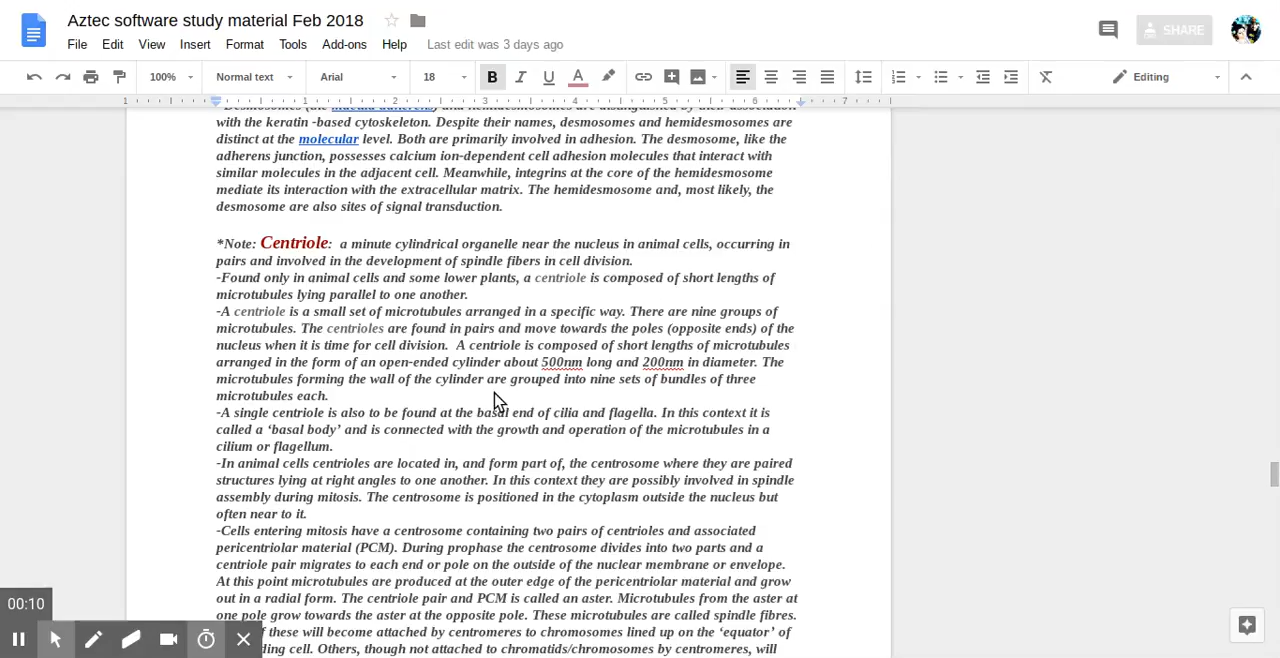 Aztec software study material Feb 2018
File Edit View Insert Format Tools Add-ons Help Last edit was 3 days ago
SHARE
100% Normal text Arial 18 B I U A Editing
1 1 2 3 4 5 6 7
-Desmosomes (the macula adherens) and hemidesmosomes are distinguished by their association
with the keratin -based cytoskeleton. Despite their names, desmosomes and hemidesmosomes are
distinct at the molecular level. Both are primarily involved in adhesion. The desmosome, like the
adherens junction, possesses calcium ion-dependent cell adhesion molecules that interact with
similar molecules in the adjacent cell. Meanwhile, integrins at the core of the hemidesmosome
mediate its interaction with the extracellular matrix. The hemidesmosome and, most likely, the
desmosome are also sites of signal transduction.
*Note: Centriole: a minute cylindrical organelle near the nucleus in animal cells, occurring in
pairs and involved in the development of spindle fibers in cell division.
-Found only in animal cells and some lower plants, a centriole is composed of short lengths of
microtubules lying parallel to one another.
-A centriole is a small set of microtubules arranged in a specific way. There are nine groups of
microtubules. The centrioles are found in pairs and move towards the poles (opposite ends) of the
nucleus when it is time for cell division. A centriole is composed of short lengths of microtubules
arranged in the form of an open-ended cylinder about 500nm long and 200nm in diameter. The
microtubules forming the wall of the cylinder are grouped into nine sets of bundles of three
microtubules each.
-A single centriole is also to be found at the basal end of cilia and flagella. In this context it is
called a ‘basal body’ and is connected with the growth and operation of the microtubules in a
cilium or flagellum.
-In animal cells centrioles are located in, and form part of, the centrosome where they are paired
structures lying at right angles to one another. In this context they are possibly involved in spindle
assembly during mitosis. The centrosome is positioned in the cytoplasm outside the nucleus but
often near to it.
-Cells entering mitosis have a centrosome containing two pairs of centrioles and associated
pericentriolar material (PCM). During prophase the centrosome divides into two parts and a
centriole pair migrates to each end or pole on the outside of the nuclear membrane or envelope.
At this point microtubules are produced at the outer edge of the pericentriolar material and grow
out in a radial form. The centriole pair and PCM is called an aster. Microtubules from the aster at
one pole grow towards the aster at the opposite pole. These microtubules are called spindle fibres.
these will become attached by centromeres to chromosomes lined up on the ‘equator’ of
cell. Others, though not attached to chromatids/chromosomes by centromeres, will
00:10